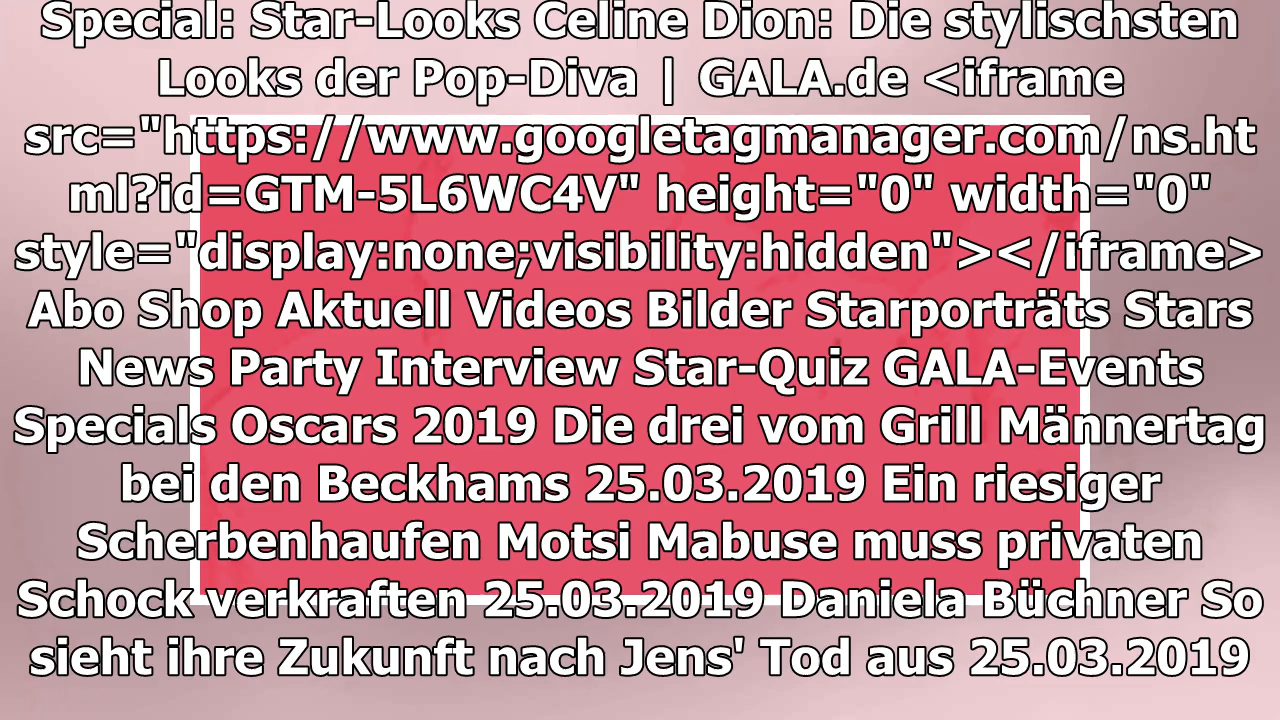 Special: Star-Looks Celine Dion: Die stylischsten
Looks der Pop-Diva | GALA.de <iframe
src="https://www.googletagmanager.com/ns.ht
ml?id=GTM-5L6WC4V" height="0" width="0"
style="display:none;visibility:hidden"></iframe>
Abo Shop Aktuell Videos Bilder Starporträts Stars
News Party Interview Star-Quiz GALA-Events
Specials Oscars 2019 Die drei vom Grill Männertag
bei den Beckhams 25.03.2019 Ein riesiger
Scherbenhaufen Motsi Mabuse muss privaten
Schock verkraften 25.03.2019 Daniela Büchner So
sieht ihre Zukunft nach Jens' Tod aus 25.03.2019